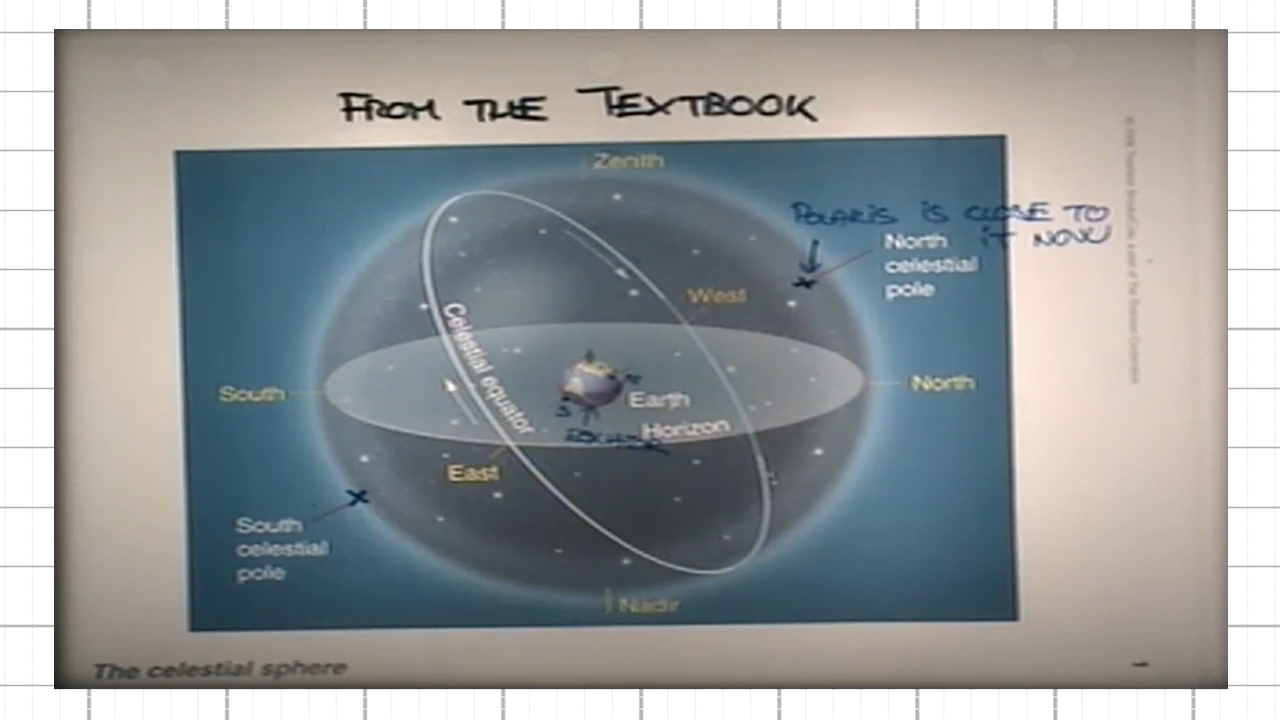 FROM THE TEXTBOOK
Zenith
POLARIS IS CLOSE TO
IT NOW
North
celestial
pole
West
Celestial equator
South
North
Earth
Horizon
N
S
East
South
celestial
pole
Nadir
The celestial sphere
1